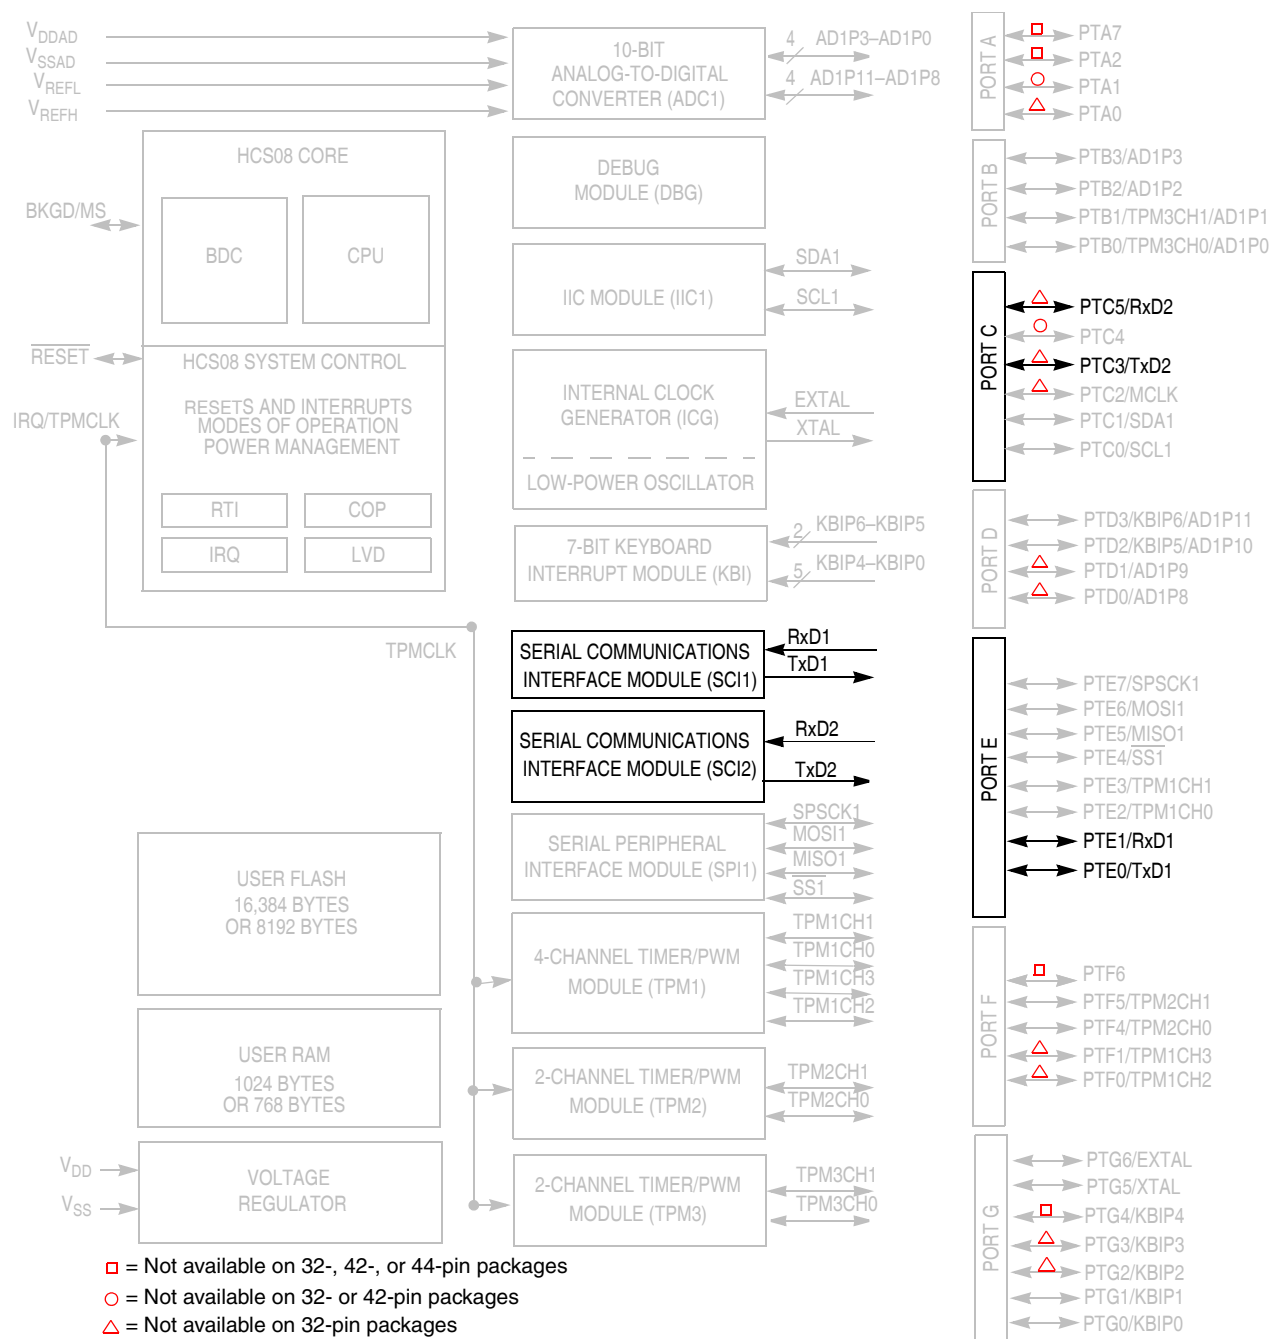 VDDAD
VSSAD
VREFL
VREFH
10-BIT
ANALOG-TO-DIGITAL
CONVERTER (ADC1)
4 AD1P3–AD1P0
4 AD1P11–AD1P8
HCS08 CORE
BDC
CPU
BKGD/MS
RESET
HCS08 SYSTEM CONTROL
RESETS AND INTERRUPTS
MODES OF OPERATION
POWER MANAGEMENT
IRQ/TPMCLK
RTI
COP
IRQ
LVD
TPMCLK
DEBUG
MODULE (DBG)
IIC MODULE (IIC1)
SDA1
SCL1
INTERNAL CLOCK
GENERATOR (ICG)
LOW-POWER OSCILLATOR
EXTAL
XTAL
7-BIT KEYBOARD
INTERRUPT MODULE (KBI)
2 KBIP6–KBIP5
5 KBIP4–KBIP0
SERIAL COMMUNICATIONS
INTERFACE MODULE (SCI1)
RxD1
TxD1
SERIAL COMMUNICATIONS
INTERFACE MODULE (SCI2)
RxD2
TxD2
SERIAL PERIPHERAL
INTERFACE MODULE (SPI1)
SPSCK1
MOSI1
MISO1
SS1
4-CHANNEL TIMER/PWM
MODULE (TPM1)
TPM1CH1
TPM1CH0
TPM1CH3
TPM1CH2
2-CHANNEL TIMER/PWM
MODULE (TPM2)
TPM2CH1
TPM2CH0
2-CHANNEL TIMER/PWM
MODULE (TPM3)
TPM3CH1
TPM3CH0
USER FLASH
16,384 BYTES
OR 8192 BYTES
USER RAM
1024 BYTES
OR 768 BYTES
VDD
VSS
VOLTAGE
REGULATOR
PORT A
PTA7
PTA2
PTA1
PTA0
PORT B
PTB3/AD1P3
PTB2/AD1P2
PTB1/TPM3CH1/AD1P1
PTB0/TPM3CH0/AD1P0
PORT C
PTC5/RxD2
PTC4
PTC3/TxD2
PTC2/MCLK
PTC1/SDA1
PTC0/SCL1
PORT D
PTD3/KBIP6/AD1P11
PTD2/KBIP5/AD1P10
PTD1/AD1P9
PTD0/AD1P8
PORT E
PTE7/SPSCK1
PTE6/MOSI1
PTE5/MISO1
PTE4/SS1
PTE3/TPM1CH1
PTE2/TPM1CH0
PTE1/RxD1
PTE0/TxD1
PORT F
PTF6
PTF5/TPM2CH1
PTF4/TPM2CH0
PTF1/TPM1CH3
PTF0/TPM1CH2
PORT G
PTG6/EXTAL
PTG5/XTAL
PTG4/KBIP4
PTG3/KBIP3
PTG2/KBIP2
PTG1/KBIP1
PTG0/KBIP0
= Not available on 32-, 42-, or 44-pin packages
= Not available on 32- or 42-pin packages
= Not available on 32-pin packages